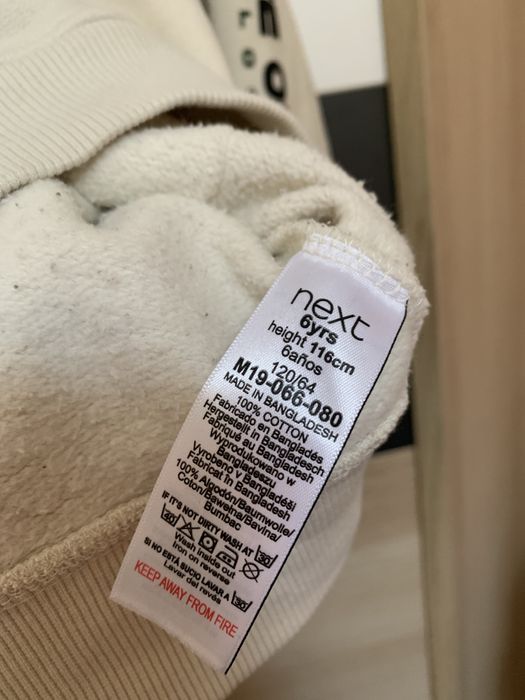 next
6yrs
height 116cm
6años
120/64
M19-066-080
MADE IN BANGLADESH
100% COTTON
Fabricado en Bangladés
Hergestellt in Bangladesch
Fabriqué au Bangladesh
Wyprodukowano w
Bangladeszu
Vyrobeno v Bangladéši
Fabricat în Bangladesh
100% Algodón/Baumwolle/
Coton/Bawełna/Bavlna/
Bumbac
IF IT'S NOT DIRTY WASH AT 30
30
Wash inside out
Iron on reverse
SI NO ESTÁ SUCIO LAVAR A 30
Lavar del revés
KEEP AWAY FROM FIRE